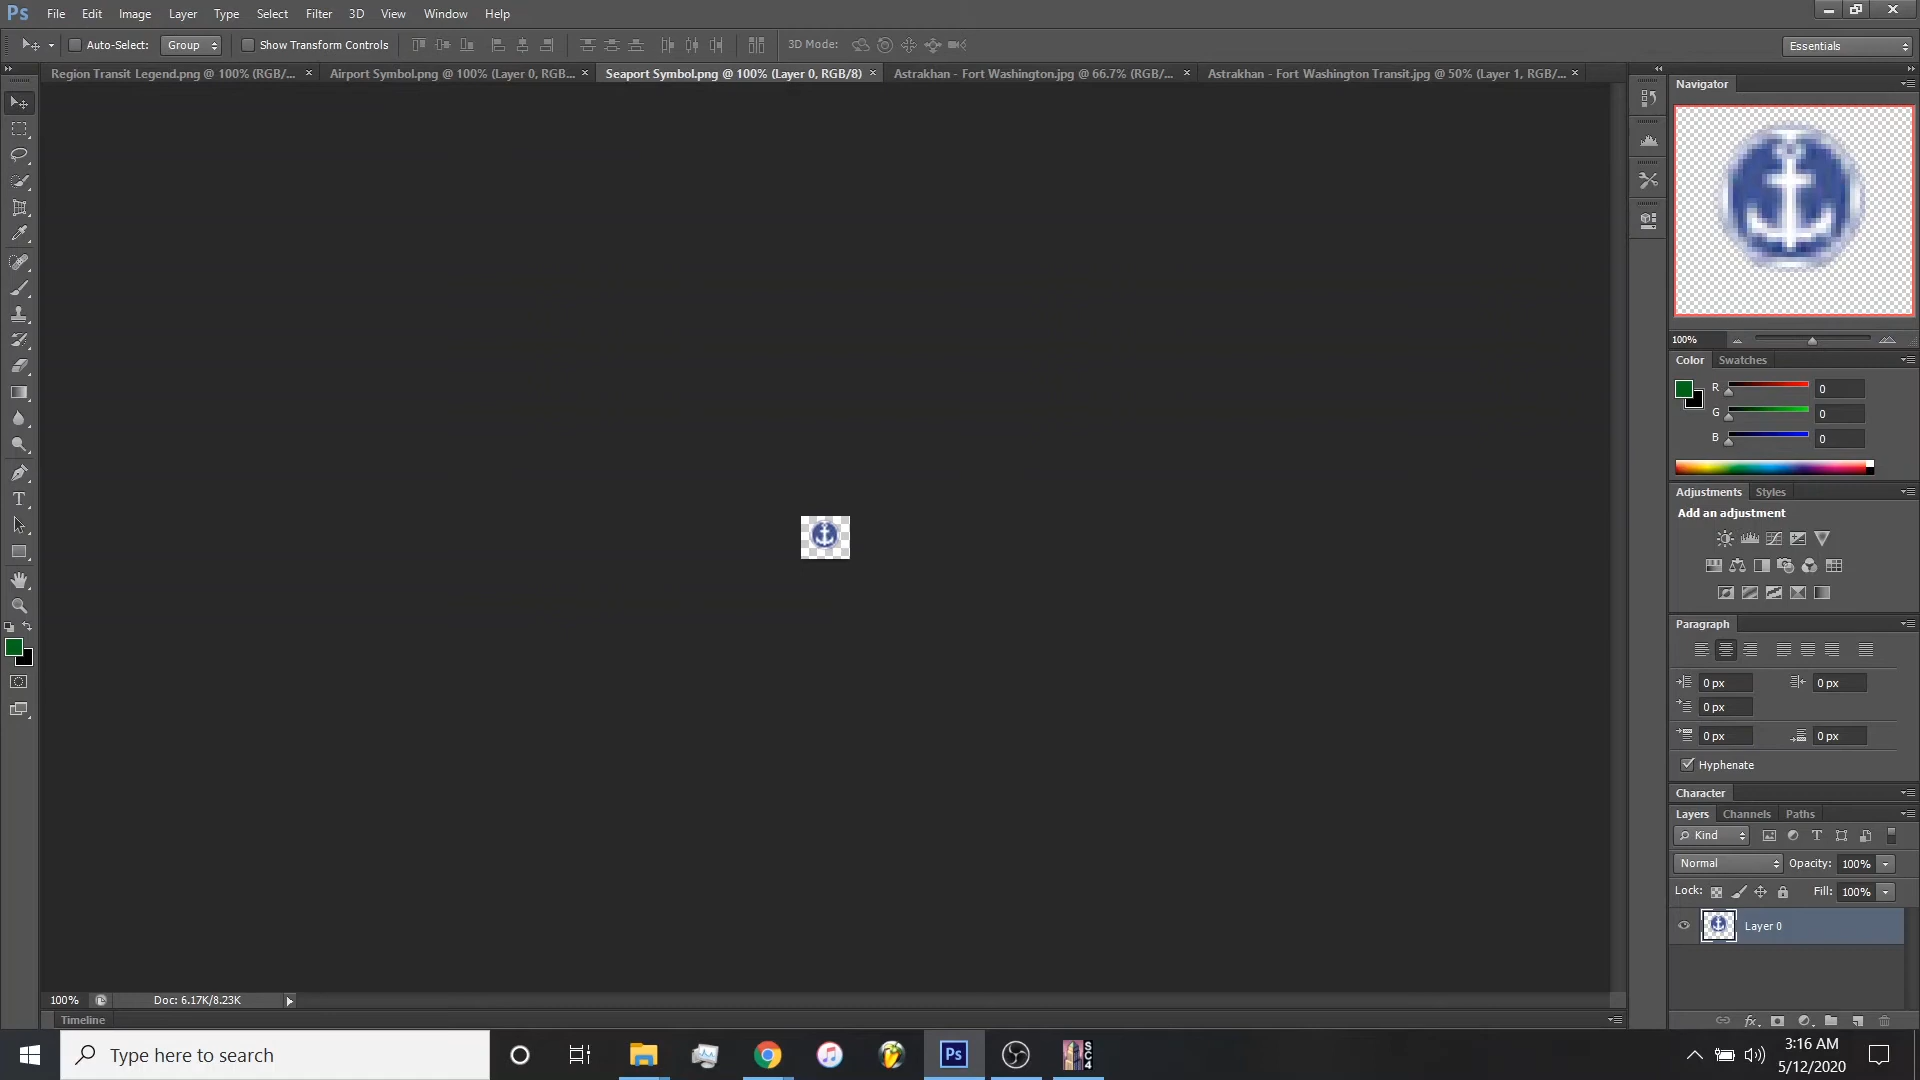 Ps File Edit Image Layer Type Select Filter 3D View Window Help
Auto-Select: Group Show Transform Controls 3D Mode: Essentials
Region Transit Legend.png @ 100% (RGB/... × Airport Symbol.png @ 100% (Layer 0, RGB... × Seaport Symbol.png @ 100% (Layer 0, RGB/8) × Astrakhan - Fort Washington.jpg @ 66.7% (RGB/... × Astrakhan - Fort Washington Transit.jpg @ 50% (Layer 1, RGB/... ×
Navigator
100%
Color Swatches
R 0
G 0
B 0
Adjustments Styles
Add an adjustment
Paragraph
0 px 0 px
0 px
0 px 0 px
Hyphenate
Character
Layers Channels Paths
Kind T
Normal Opacity: 100%
Lock: Fill: 100%
Layer 0
fx
T
100% Doc: 6.17K/8.23K
Timeline
Type here to search
Ps
SC4
3:16 AM
5/12/2020